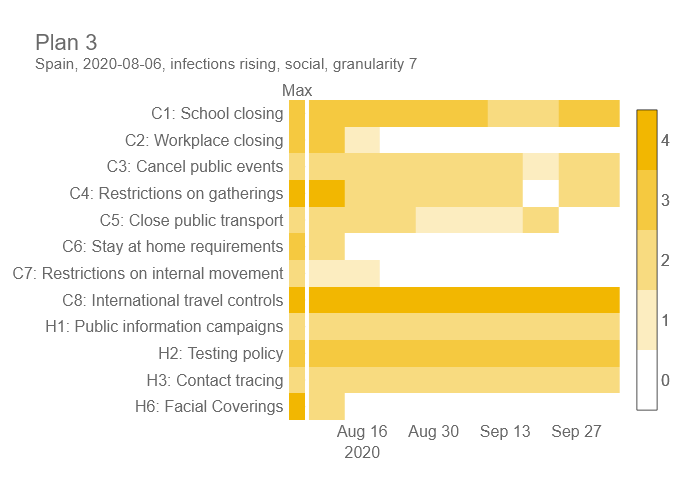 Plan 3
Spain, 2020-08-06, infections rising, social, granularity 7
Max
C1: School closing
C2: Workplace closing
C3: Cancel public events
C4: Restrictions on gatherings
C5: Close public transport
C6: Stay at home requirements
C7: Restrictions on internal movement
C8: International travel controls
H1: Public information campaigns
H2: Testing policy
H3: Contact tracing
H6: Facial Coverings
Aug 16 Aug 30 Sep 13 Sep 27
2020
4
3
2
1
0